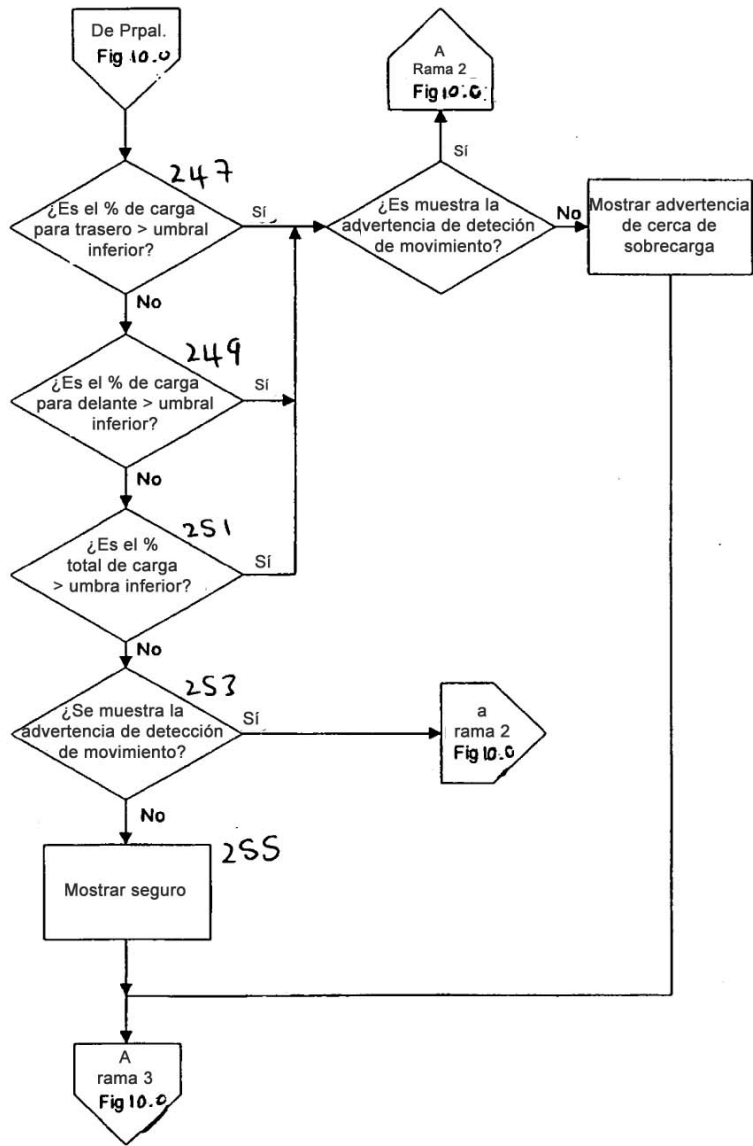 De Prpal.
Fig 10.0
A
Rama 2
Fig 10.0
Sí
247
¿Es el % de carga
para trasero > umbral
inferior?
Sí
¿Es muestra la
advertencia de deteción
de movimiento?
No
Mostrar advertencia
de cerca de
sobrecarga
No
249
¿Es el % de carga
para delante > umbral
inferior?
Sí
No
251
¿Es el %
total de carga
> umbra inferior?
Sí
No
253
¿Se muestra la
advertencia de detección
de movimiento?
Sí
a
rama 2
Fig 10.0
No
255
Mostrar seguro
A
rama 3
Fig 10.0